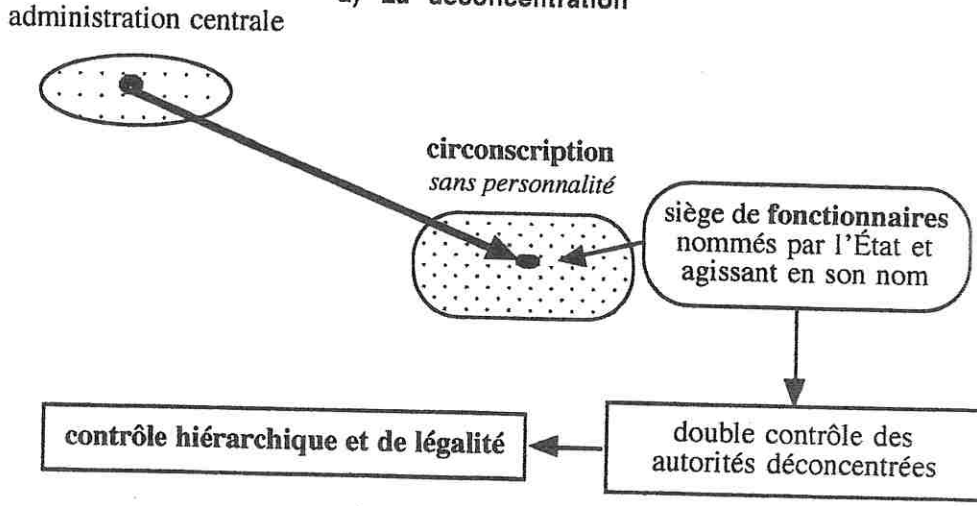 déconcentration
administration centrale
circonscription
sans personnalité
siège de fonctionnaires
nommés par l'État et
agissant en son nom
contrôle hiérarchique et de légalité
double contrôle des
autorités déconcentrées